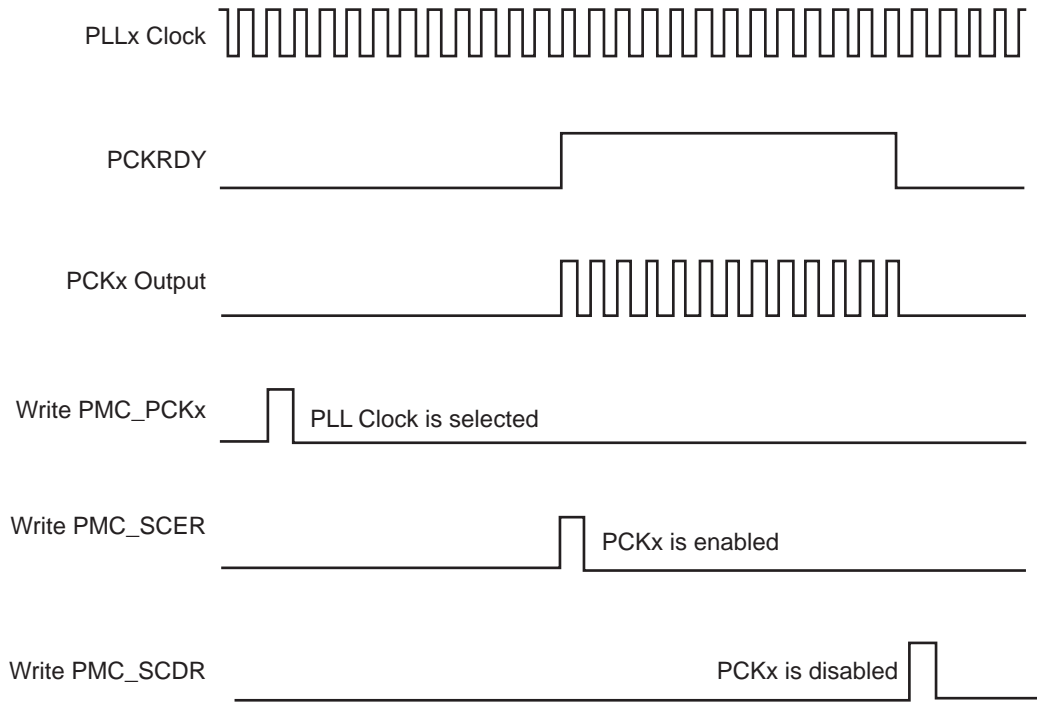 PLLx Clock
PCKRDY
PCKx Output
Write PMC_PCKx
PLL Clock is selected
Write PMC_SCER
PCKx is enabled
Write PMC_SCDR
PCKx is disabled